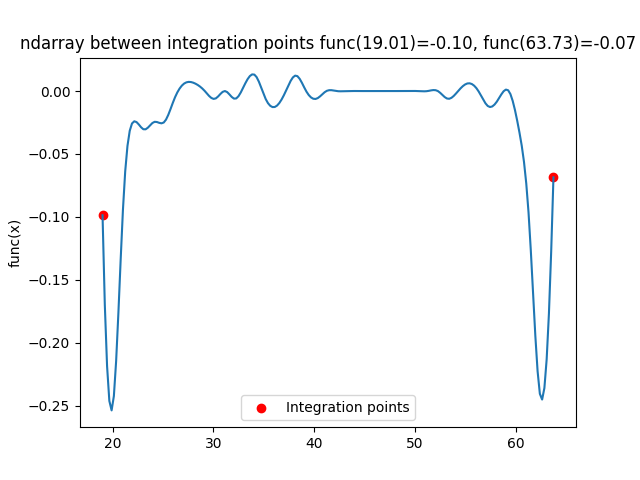 ndarray between integration points func(19.01)=-0.10, func(63.73)=-0.07
0.00
−0.05
−0.10
−0.15
−0.20
−0.25
func(x)
Integration points
20 30 40 50 60